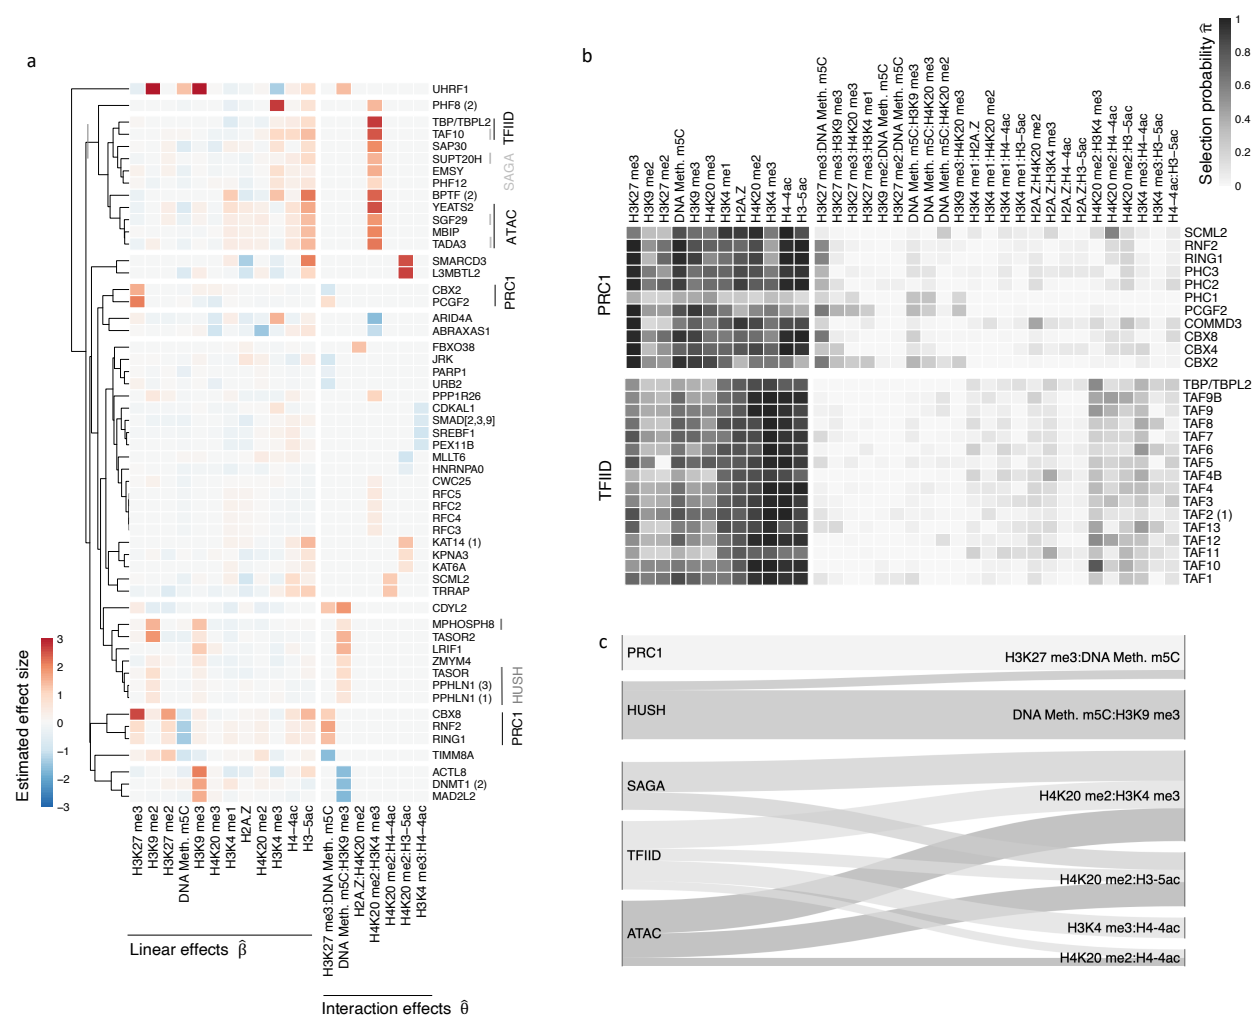 a
UHRF1
PHF8 (2)
TBP/TBPL2
TAF10
SAP30
SUPT20H
EMSY
PHF12
BPTF (2)
YEATS2
SGF29
MBIP
TADA3
SMARCD3
L3MBTL2
CBX2
PCGF2
ARID4A
ABRAXAS1
FBXO38
JRK
PARP1
URB2
PPP1R26
CDKAL1
SMAD[2,3,9]
SREBF1
PEX11B
MLLT6
HNRNPA0
CWC25
RFC5
RFC2
RFC4
RFC3
KAT14 (1)
KPNA3
KAT6A
SCML2
TRRAP
CDYL2
MPHOSPH8
TASOR2
LRIF1
ZMYM4
TASOR
PPHLN1 (3)
PPHLN1 (1)
CBX8
RNF2
RING1
TIMM8A
ACTL8
DNMT1 (2)
MAD2L2
TFIID
SAGA
ATAC
PRC1
HUSH
PRC1
Estimated effect size
3
2
1
0
−1
−2
−3
H3K27 me3
H3K9 me2
H3K27 me2
DNA Meth. m5C
H3K9 me3
H4K20 me3
H3K4 me1
H2A.Z
H4K20 me2
H3K4 me3
H4−4ac
H3−5ac
H3K27 me3:DNA Meth. m5C
DNA Meth. m5C:H3K9 me3
H2A.Z:H4K20 me2
H4K20 me2:H3K4 me3
H4K20 me2:H4−4ac
H4K20 me2:H3−5ac
H3K4 me3:H4−4ac
Linear effects β̂
Interaction effects θ̂
b
H3K27 me3
H3K9 me2
H3K27 me2
DNA Meth. m5C
H3K9 me3
H4K20 me3
H3K4 me1
H2A.Z
H4K20 me2
H3K4 me3
H4−4ac
H3−5ac
H3K27 me3:DNA Meth. m5C
H3K27 me3:H3K9 me3
H3K27 me3:H4K20 me3
H3K27 me3:H3K4 me1
H3K9 me2:DNA Meth. m5C
H3K27 me2:DNA Meth. m5C
DNA Meth. m5C:H3K9 me3
DNA Meth. m5C:H4K20 me3
DNA Meth. m5C:H4K20 me2
H3K9 me3:H4K20 me3
H3K4 me1:H2A.Z
H3K4 me1:H4K20 me2
H3K4 me1:H4−4ac
H3K4 me1:H3−5ac
H2A.Z:H4K20 me2
H2A.Z:H3K4 me3
H2A.Z:H4−4ac
H2A.Z:H3−5ac
H4K20 me2:H3K4 me3
H4K20 me2:H4−4ac
H4K20 me2:H3−5ac
H3K4 me3:H4−4ac
H3K4 me3:H3−5ac
H4−4ac:H3−5ac
Selection probability π̂
1
0.8
0.6
0.4
0.2
0
PRC1
SCML2
RNF2
RING1
PHC3
PHC2
PHC1
PCGF2
COMMD3
CBX8
CBX4
CBX2
TFIID
TBP/TBPL2
TAF9B
TAF9
TAF8
TAF7
TAF6
TAF5
TAF4B
TAF4
TAF3
TAF2 (1)
TAF13
TAF12
TAF11
TAF10
TAF1
c
PRC1
H3K27 me3:DNA Meth. m5C
HUSH
DNA Meth. m5C:H3K9 me3
SAGA
H4K20 me2:H3K4 me3
TFIID
H4K20 me2:H3-5ac
H3K4 me3:H4-4ac
ATAC
H4K20 me2:H4-4ac